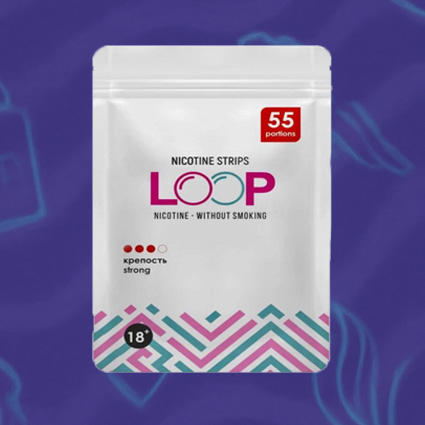 55
portions
NICOTINE STRIPS
LOOP
NICOTINE - WITHOUT SMOKING
крепость
strong
18+